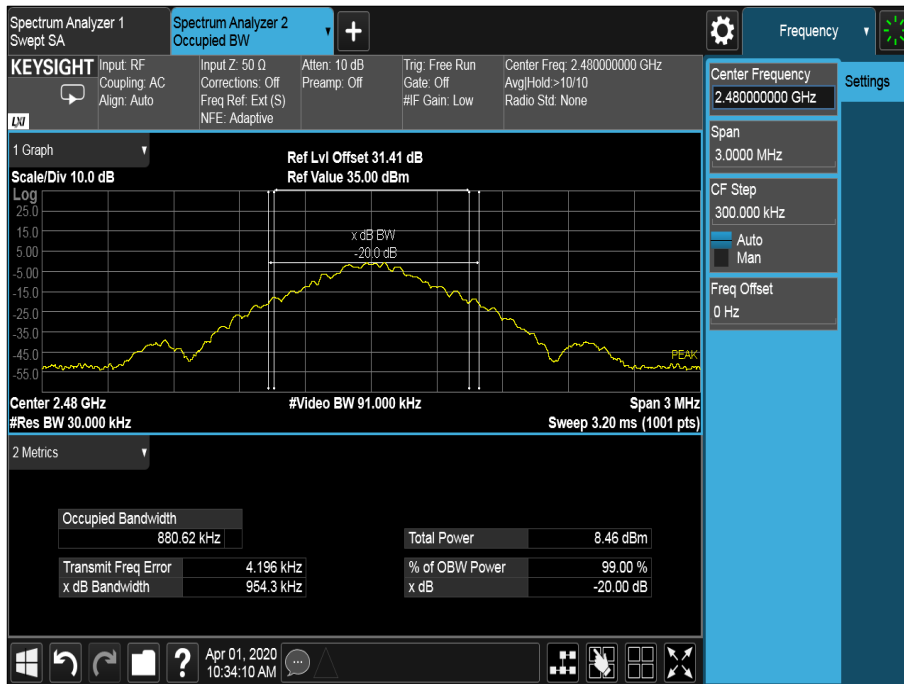 Spectrum Analyzer 1
Swept SA
Spectrum Analyzer 2
Occupied BW
Frequency
KEYSIGHT
LXI
Input: RF
Coupling: AC
Align: Auto
Input Z: 50 Ω
Corrections: Off
Freq Ref: Ext (S)
NFE: Adaptive
Atten: 10 dB
Preamp: Off
Trig: Free Run
Gate: Off
#IF Gain: Low
Center Freq: 2.480000000 GHz
Avg|Hold:>10/10
Radio Std: None
Center Frequency
2.480000000 GHz
Settings
Span
3.0000 MHz
CF Step
300.000 kHz
Auto
Man
Freq Offset
0 Hz
1 Graph
Scale/Div 10.0 dB
Ref Lvl Offset 31.41 dB
Ref Value 35.00 dBm
Log
25.0
15.0
5.00
-5.00
-15.0
-25.0
-35.0
-45.0
-55.0
x dB BW
-20.0 dB
PEAK
Center 2.48 GHz
#Video BW 91.000 kHz
Span 3 MHz
#Res BW 30.000 kHz
Sweep 3.20 ms (1001 pts)
2 Metrics
Occupied Bandwidth
880.62 kHz
Total Power 8.46 dBm
Transmit Freq Error 4.196 kHz
% of OBW Power 99.00 %
x dB Bandwidth 954.3 kHz
x dB -20.00 dB
?
Apr 01, 2020
10:34:10 AM